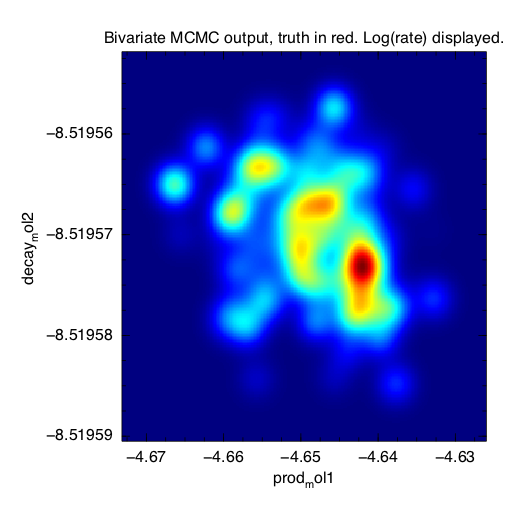 Bivariate MCMC output, truth in red. Log(rate) displayed.
−8.51956
−8.51957
−8.51958
−8.51959
decay_mol2
−4.67 −4.66 −4.65 −4.64 −4.63
prod_mol1